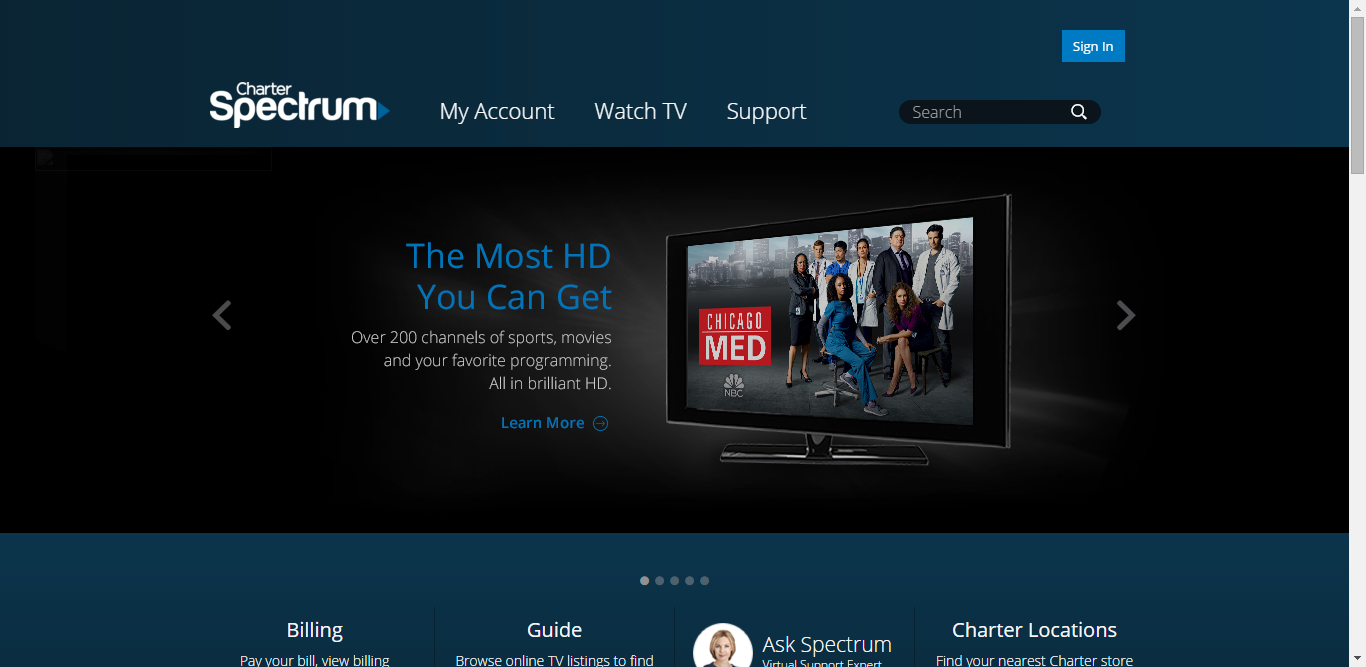 Sign In
Charter
Spectrum
My Account
Watch TV
Support
Search
The Most HD
You Can Get
Over 200 channels of sports, movies
and your favorite programming.
All in brilliant HD.
Learn More
CHICAGO
MED
NBC
Billing
Guide
Ask Spectrum
Charter Locations
Pay your bill, view billing
Browse online TV listings to find
Virtual Support Expert
Find your nearest Charter store